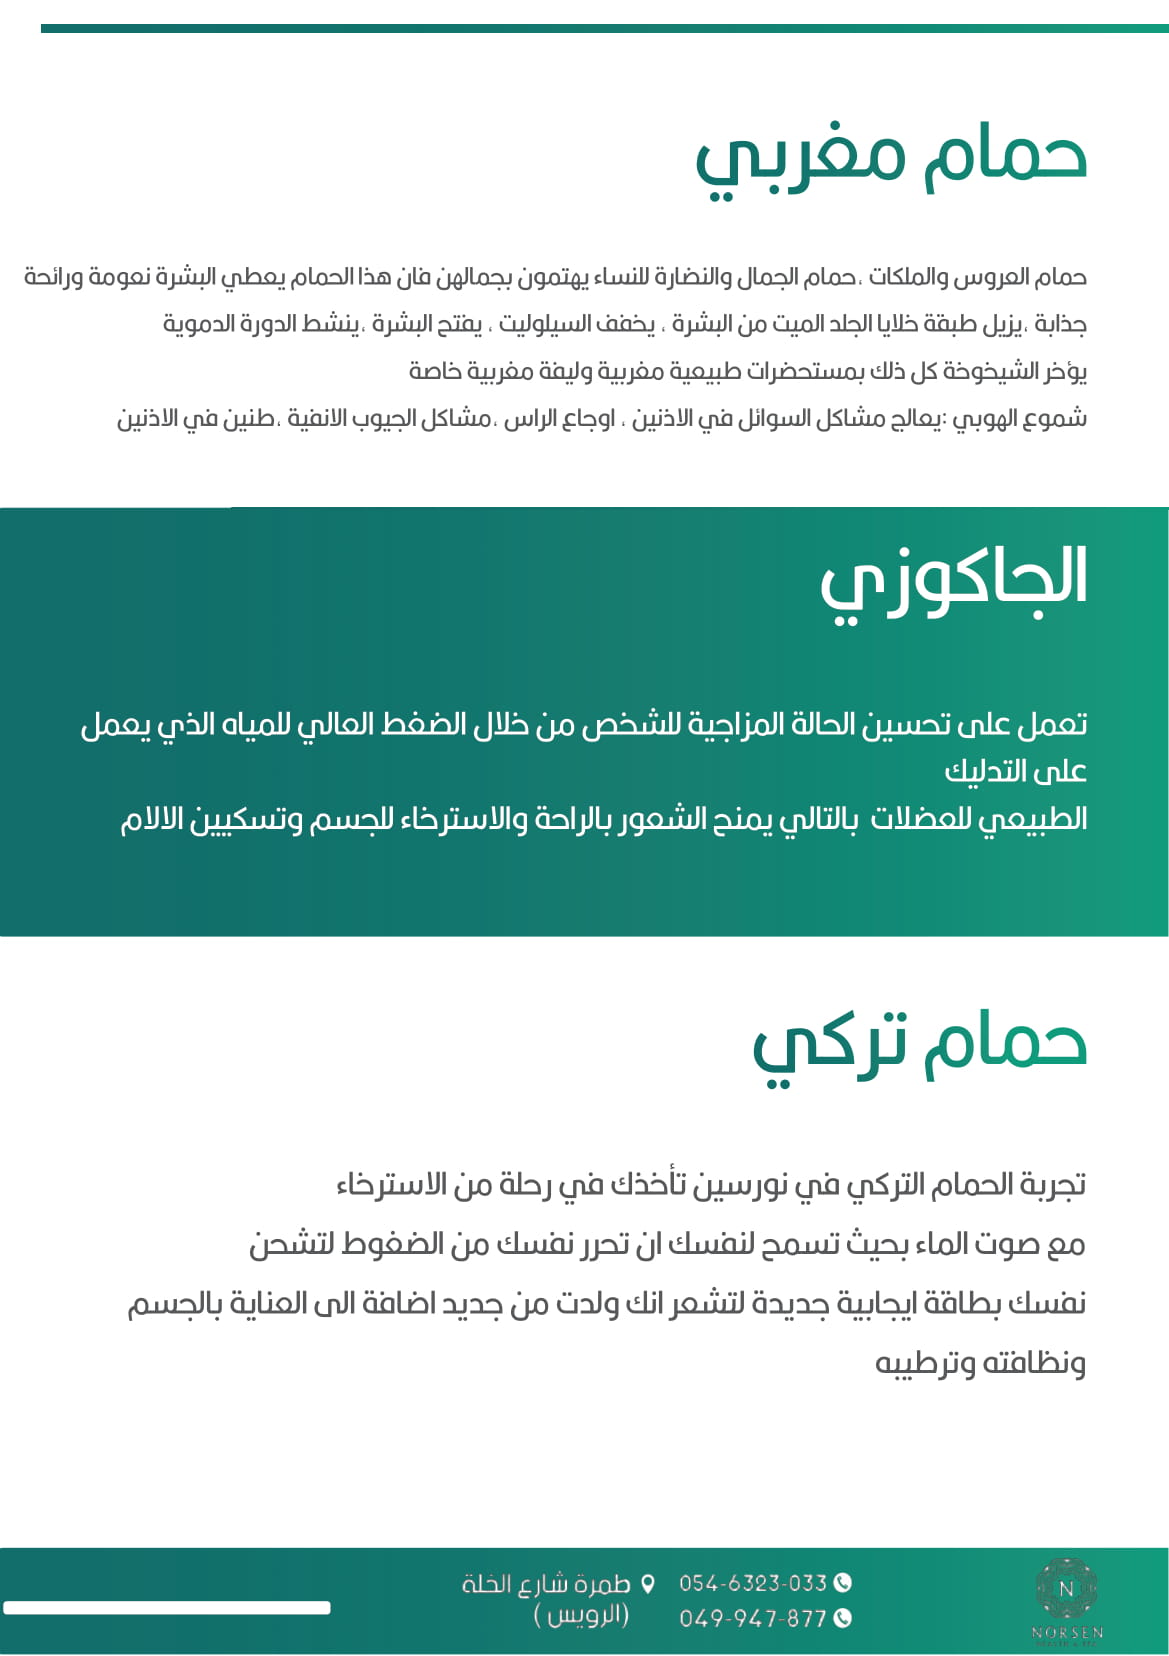 حمام مغربي
حمام العروس والملكات ،حمام الجمال والنضارة للنساء يهتمون بجمالهن فان هذا الحمام يعطي البشرة نعومة ورائحة
جذابة ،يزيل طبقة خلايا الجلد الميت من البشرة ، يخفف السيلوليت ، يفتح البشرة ،ينشط الدورة الدموية
يؤخر الشيخوخة كل ذلك بمستحضرات طبيعية مغربية وليفة مغربية خاصة
شموع الهوبي :يعالج مشاكل السوائل في الاذنين ، اوجاع الراس ،مشاكل الجيوب الانفية ،طنين في الاذنين
الجاكوزي
تعمل على تحسين الحالة المزاجية للشخص من خلال الضغط العالي للمياه الذي يعمل
على التدليك
الطبيعي للعضلات بالتالي يمنح الشعور بالراحة والاسترخاء للجسم وتسكيين الالام
حمام تركي
تجربة الحمام التركي في نورسين تأخذك في رحلة من الاسترخاء
مع صوت الماء بحيث تسمح لنفسك ان تحرر نفسك من الضغوط لتشحن
نفسك بطاقة ايجابية جديدة لتشعر انك ولدت من جديد اضافة الى العناية بالجسم
ونظافته وترطيبه
N
NORSEN
054-6323-033
049-947-877
طمرة شارع الخلة
(الرويس )